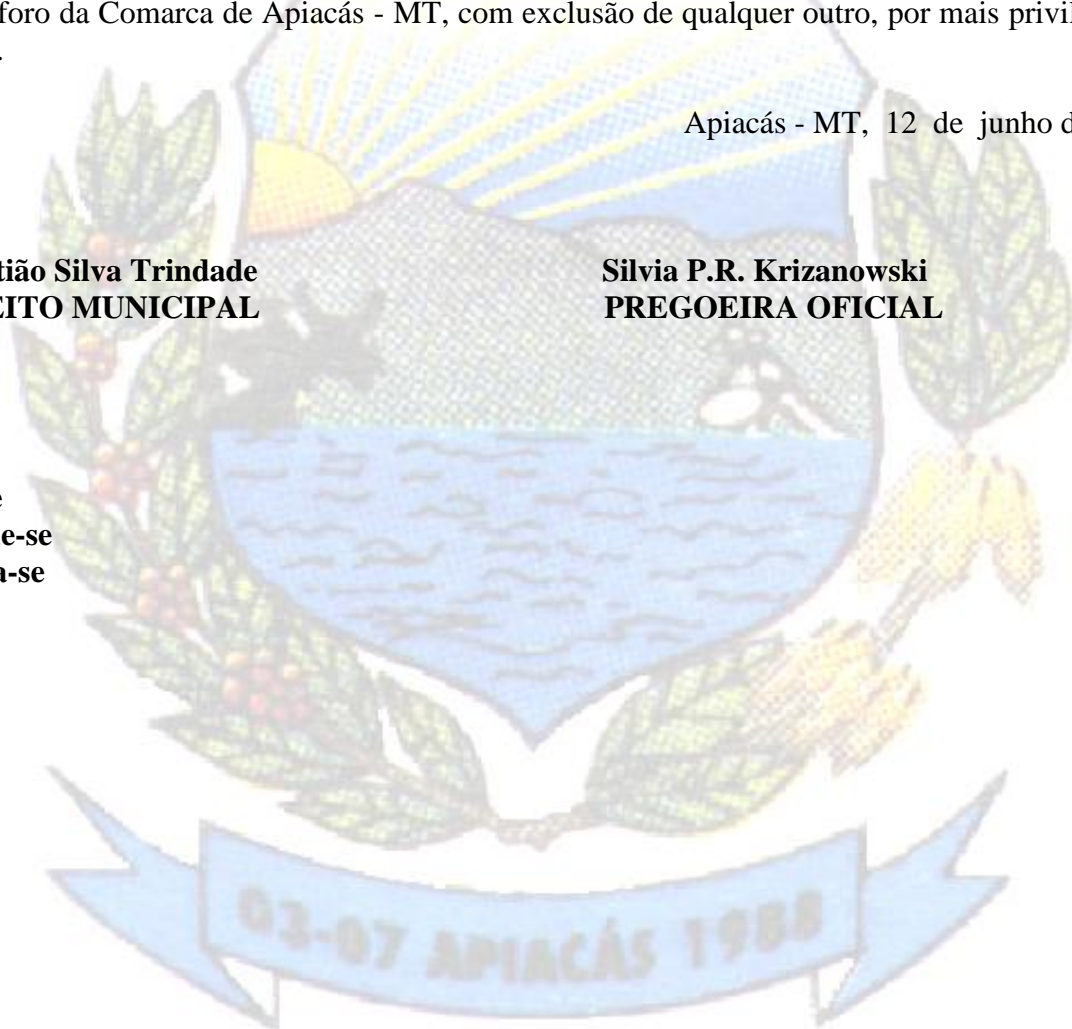 foro da Comarca de Apiacás - MT, com exclusão de qualquer outro, por mais privil
.
Apiacás - MT, 12 de junho d
tião Silva Trindade
Silvia P.R. Krizanowski
EITO MUNICIPAL
PREGOEIRA OFICIAL
e
e-se
a-se
03-07 APIACÁS 1988